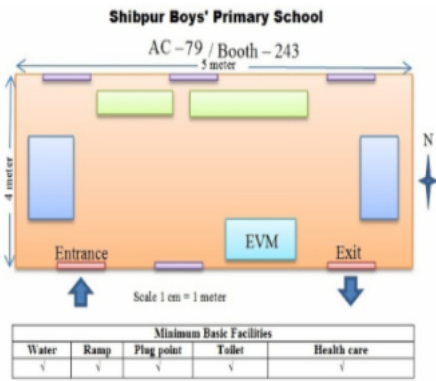 Shibpur Boys' Primary School
AC –79 / Booth – 243
5 meter
4 meter
N
Entrance
EVM
Exit
Scale 1 cm = 1 meter
Minimum Basic Facilities
Water Ramp Plug point Toilet Health care
√ √ √ √ √